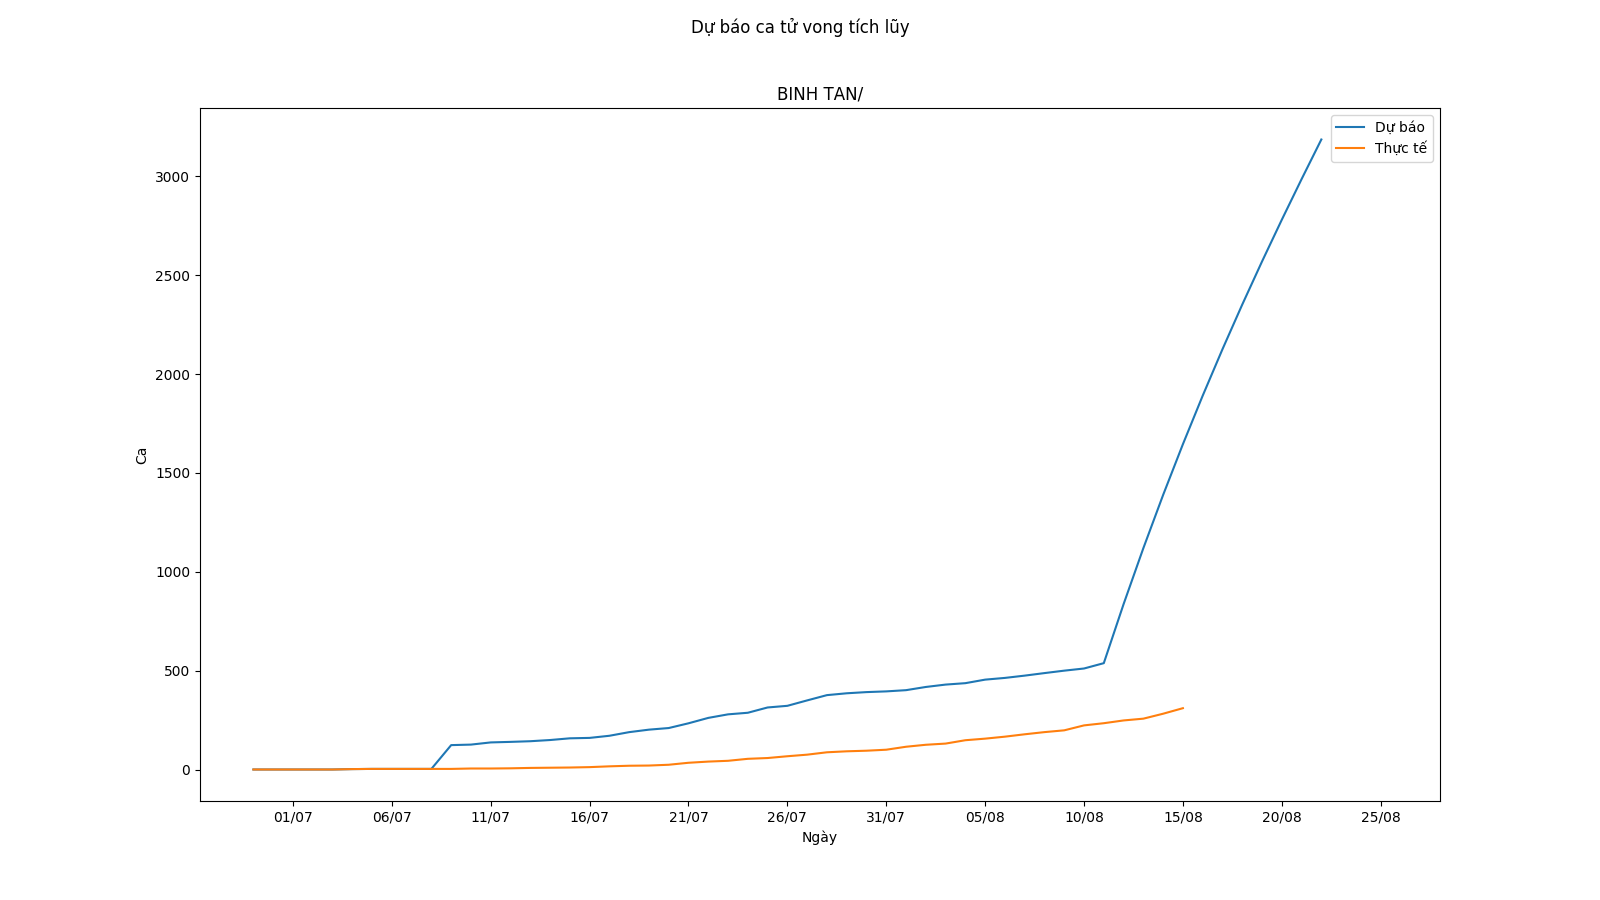 Dự báo ca tử vong tích lũy
BINH TAN/
Dự báo
Thực tế
3000
2500
2000
1500
1000
500
0
Ca
01/07 06/07 11/07 16/07 21/07 26/07 31/07 05/08 10/08 15/08 20/08 25/08
Ngày